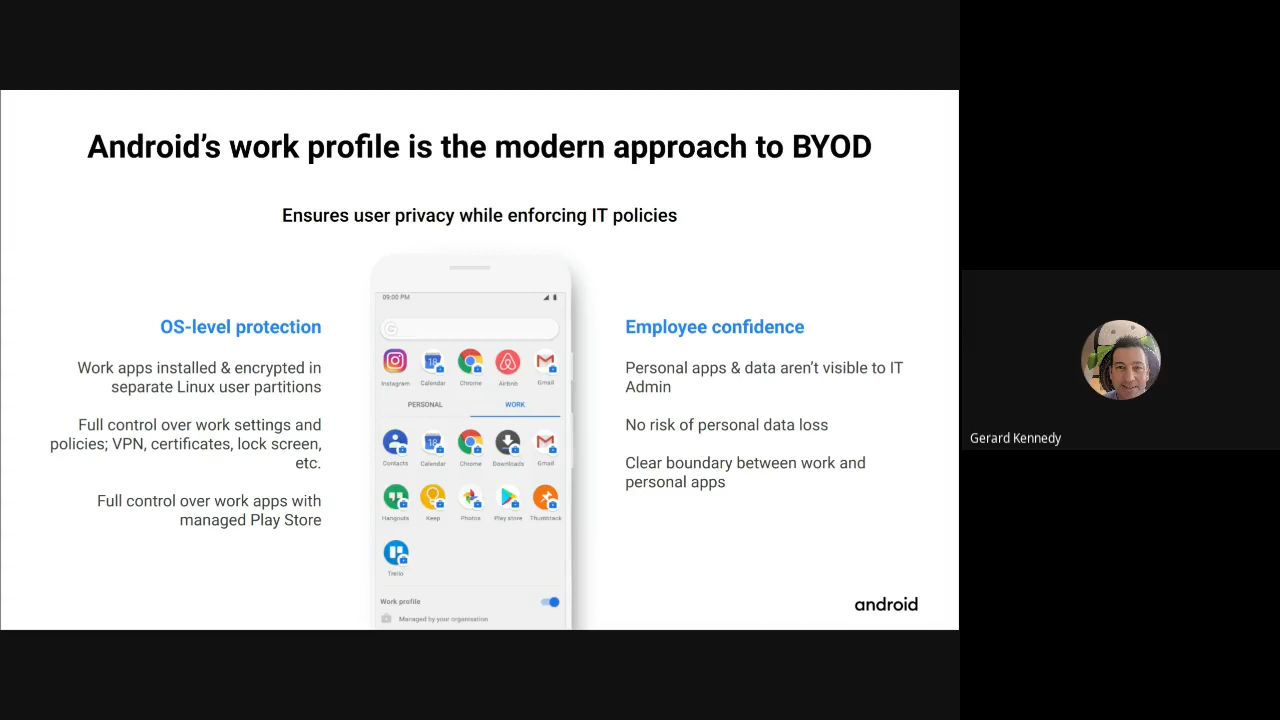 Android’s work profile is the modern approach to BYOD
Ensures user privacy while enforcing IT policies
OS-level protection
Work apps installed & encrypted in
separate Linux user partitions
Full control over work settings and
policies; VPN, certificates, lock screen,
etc.
Full control over work apps with
managed Play Store
09:00 PM
G
Instagram Calendar Chrome Airbnb Gmail
18
PERSONAL WORK
Contacts Calendar Chrome Downloads Gmail
18
Hangouts Keep Photos Play store Thumbtack
Trello
Work profile
Managed by your organisation
Employee confidence
Personal apps & data aren’t visible to IT
Admin
No risk of personal data loss
Clear boundary between work and
personal apps
android
Gerard Kennedy